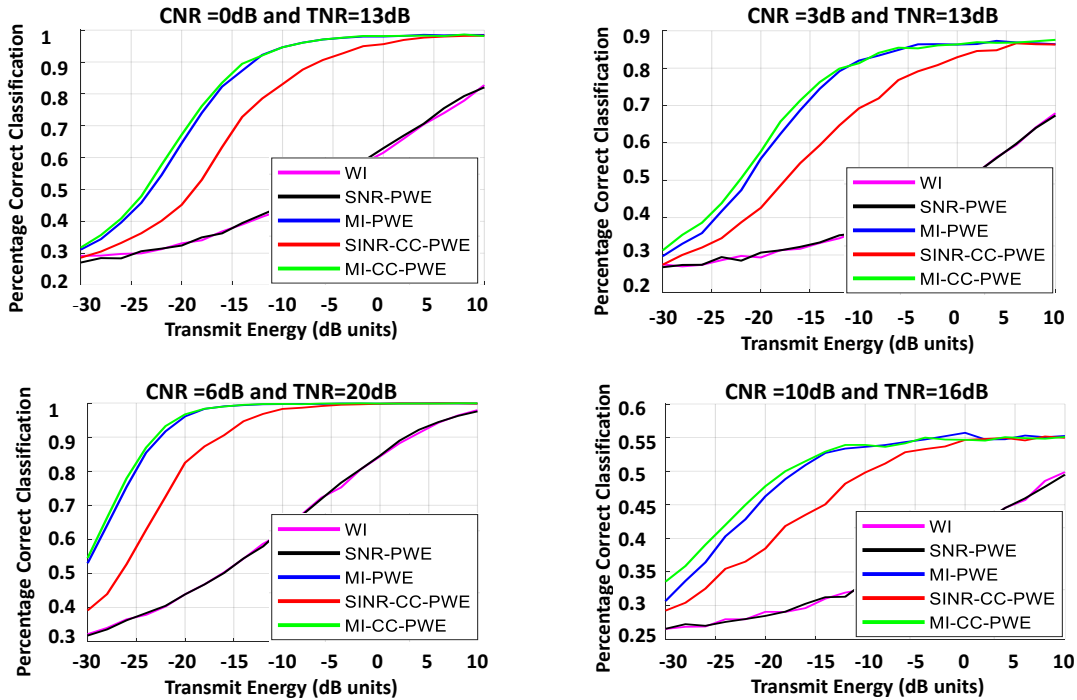 CNR =0dB and TNR=13dB
Percentage Correct Classification
1
0.9
0.8
0.7
0.6
0.5
0.4
0.3
0.2
WI
SNR-PWE
MI-PWE
SINR-CC-PWE
MI-CC-PWE
-30 -25 -20 -15 -10 -5 0 5 10
Transmit Energy (dB units)
CNR =3dB and TNR=13dB
Percentage Correct Classification
0.9
0.8
0.7
0.6
0.5
0.4
0.3
0.2
WI
SNR-PWE
MI-PWE
SINR-CC-PWE
MI-CC-PWE
-30 -25 -20 -15 -10 -5 0 5 10
Transmit Energy (dB units)
CNR =6dB and TNR=20dB
Percentage Correct Classification
1
0.9
0.8
0.7
0.6
0.5
0.4
0.3
WI
SNR-PWE
MI-PWE
SINR-CC-PWE
MI-CC-PWE
-30 -25 -20 -15 -10 -5 0 5 10
Transmit Energy (dB units)
CNR =10dB and TNR=16dB
Percentage Correct Classification
0.6
0.55
0.5
0.45
0.4
0.35
0.3
0.25
WI
SNR-PWE
MI-PWE
SINR-CC-PWE
MI-CC-PWE
-30 -25 -20 -15 -10 -5 0 5 10
Transmit Energy (dB units)